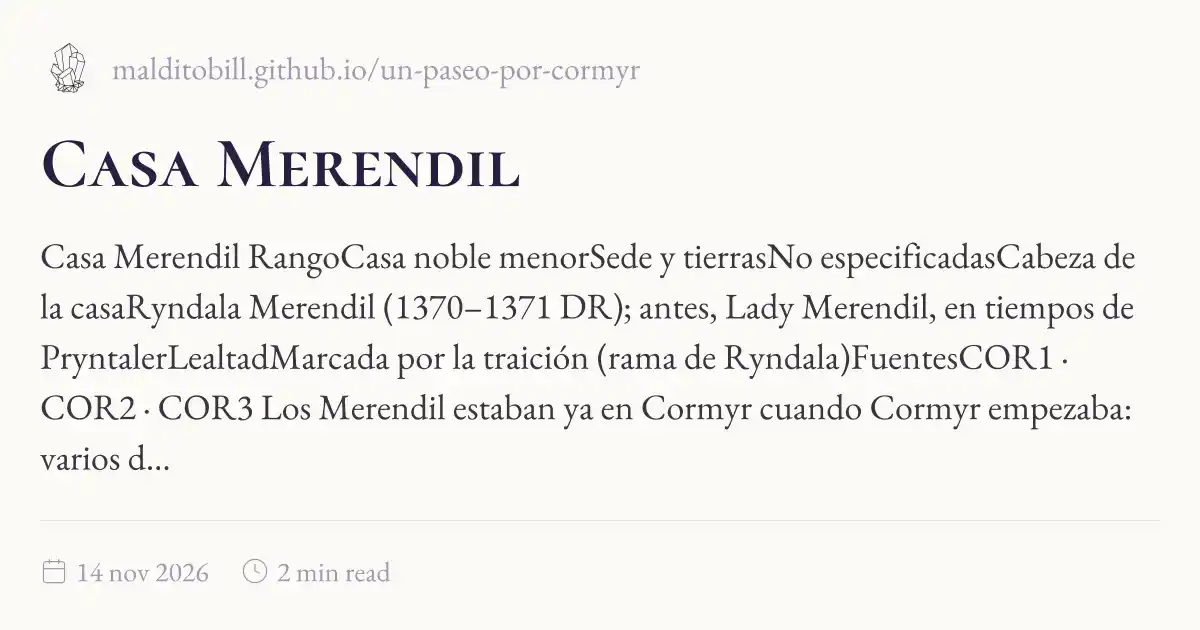 malditobill.github.io/un-paseo-por-cormyr
Casa Merendil
Casa Merendil RangoCasa noble menorSede y tierrasNo especificadasCabeza de
la casaRyndala Merendil (1370–1371 DR); antes, Lady Merendil, en tiempos de
PryntalerLealtadMarcada por la traición (rama de Ryndala)FuentesCOR1 ·
COR2 · COR3 Los Merendil estaban ya en Cormyr cuando Cormyr empezaba:
varios d...
14 nov 2026 2 min read